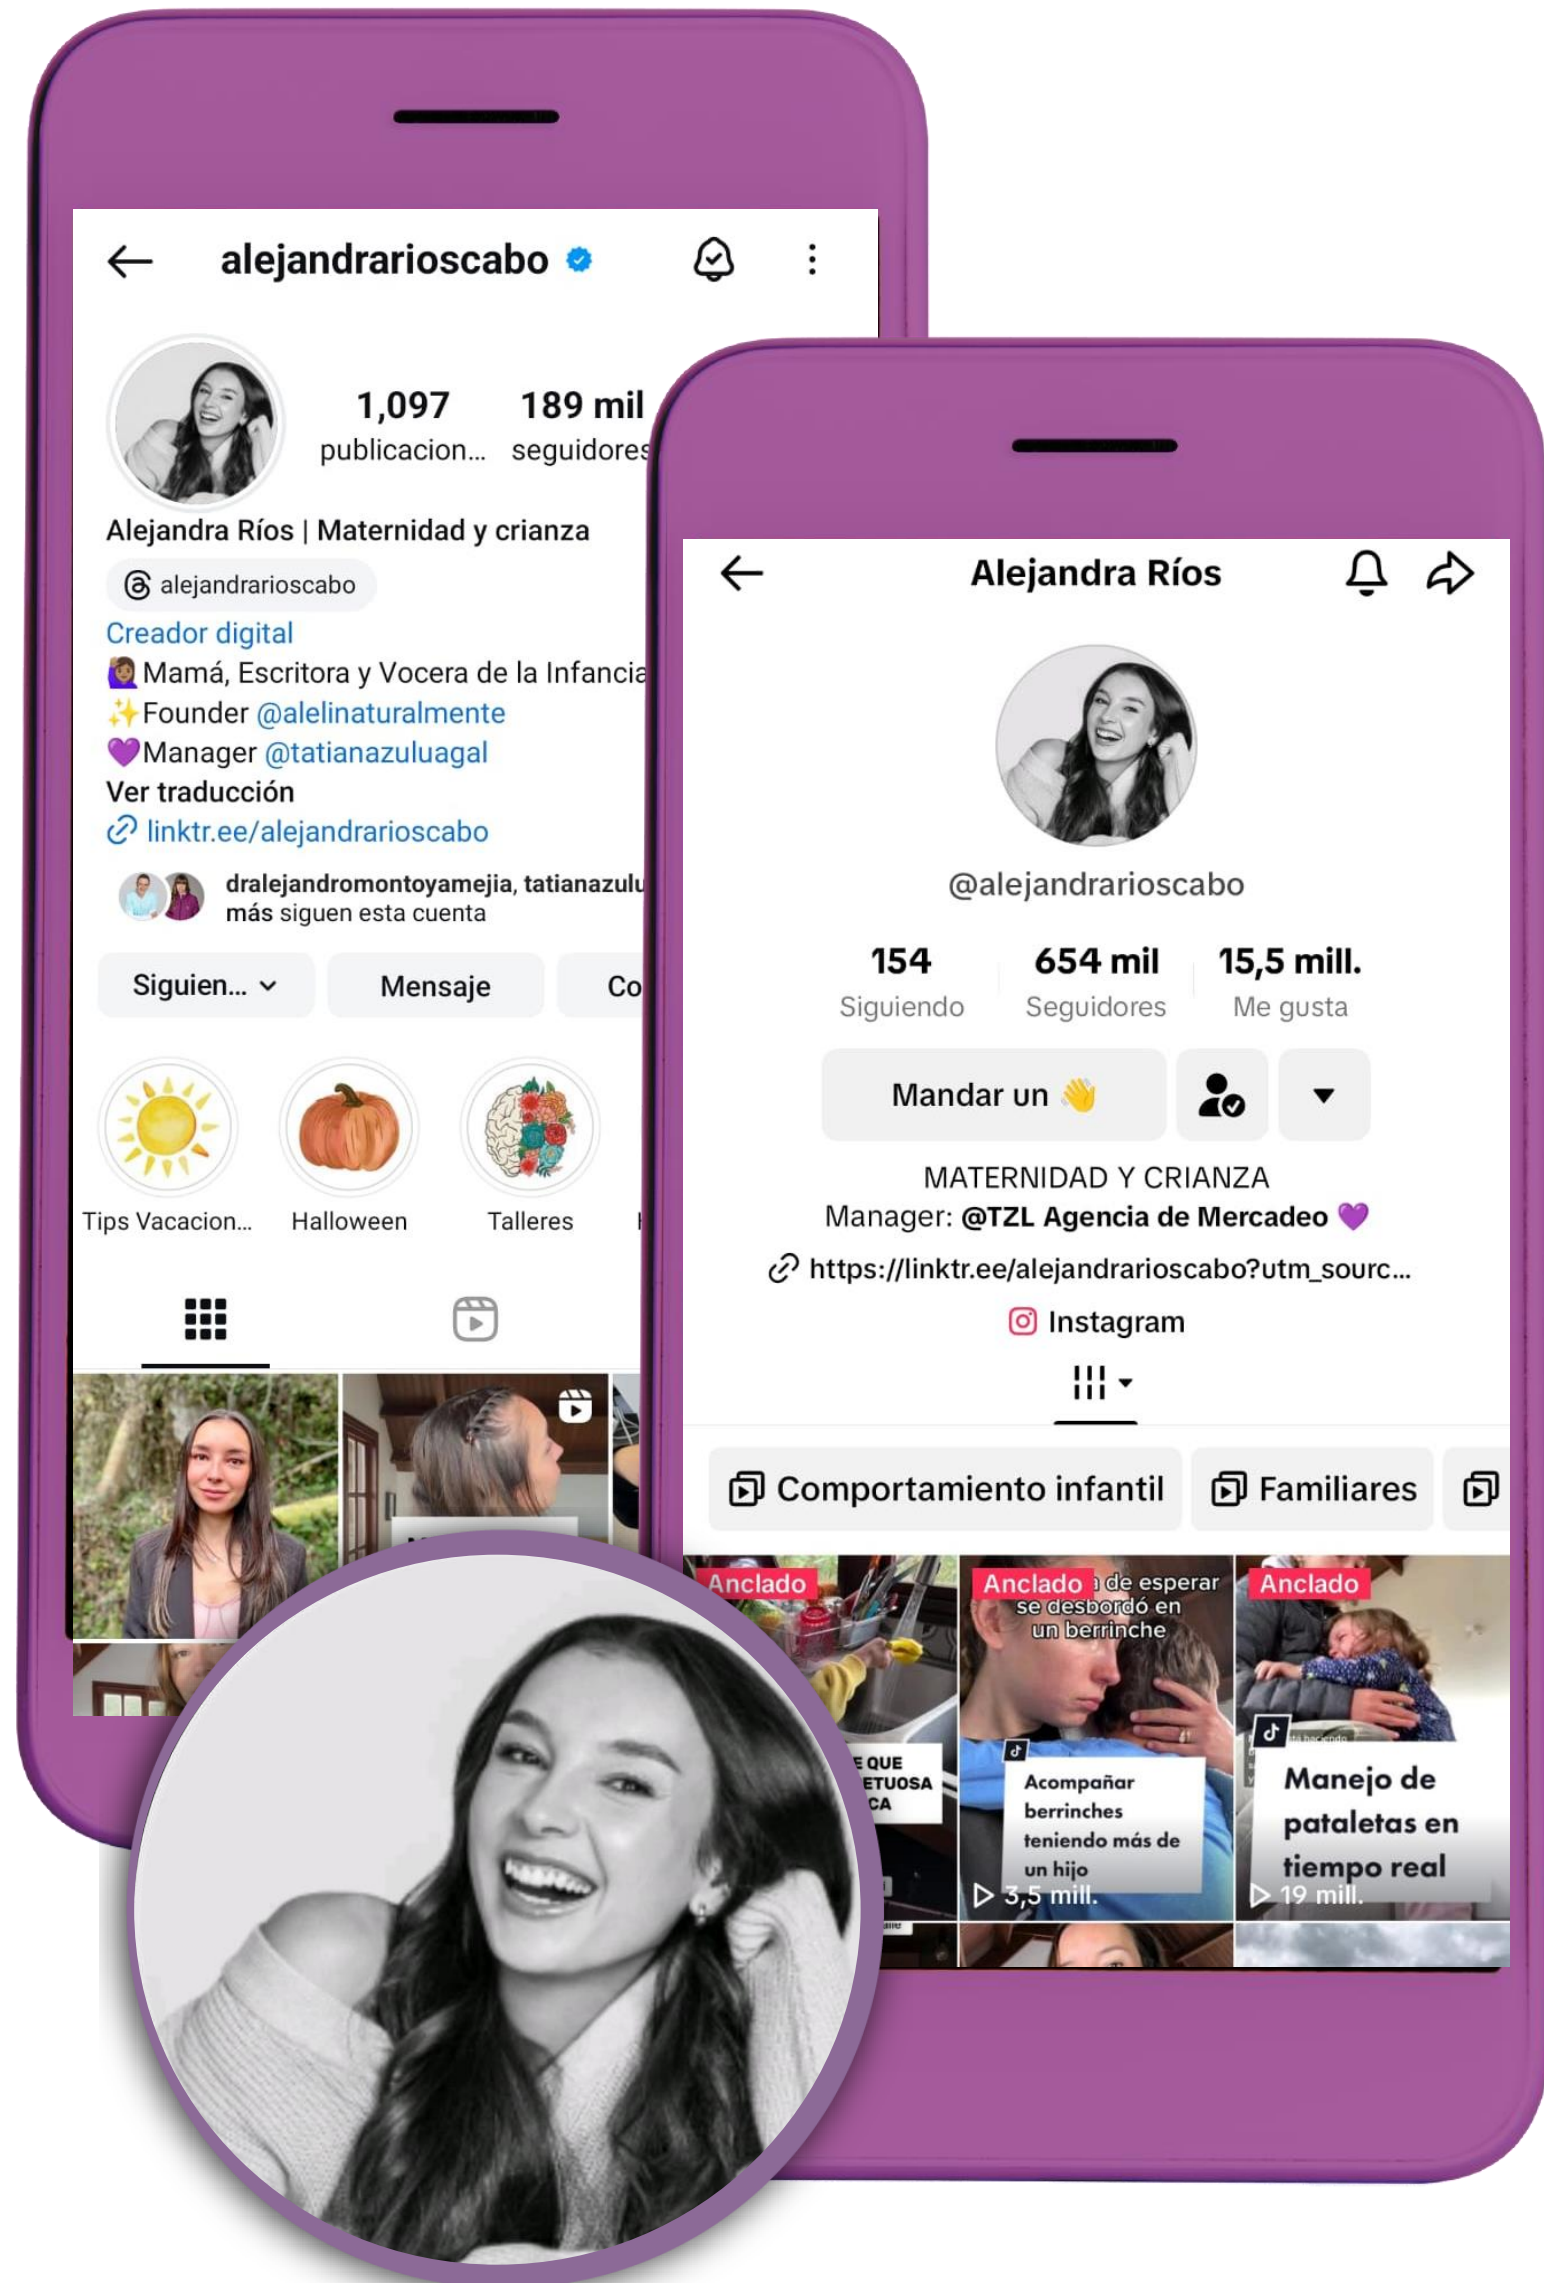 alejandrarioscabo
1,097
publicacion...
189 mil
seguidores
Alejandra Ríos | Maternidad y crianza
alejandrarioscabo
Creador digital
Mamá, Escritora y Vocera de la Infancia
Founder @alelinaturalmente
Manager @tatianazuluagal
Ver traducción
linktr.ee/alejandrarioscabo
dralejandromontoyamejia, tatianazulu
más siguen esta cuenta
Siguien...
Mensaje
Co
Tips Vacacion...
Halloween
Talleres
Alejandra Ríos
@alejandrarioscabo
154
Siguiendo
654 mil
Seguidores
15,5 mill.
Me gusta
Mandar un 👋
MATERNIDAD Y CRIANZA
Manager: @TZL Agencia de Mercadeo 💜
https://linktr.ee/alejandrarioscabo?utm_sourc...
Instagram
Comportamiento infantil
Familiares
Anclado
E QUE
ETUOSA
CA
Anclado
de esperar
se desbordó en
un berrinche
Acompañar
berrinches
teniendo más de
un hijo
3,5 mill.
Anclado
Manejo de
pataletas en
tiempo real
19 mill.